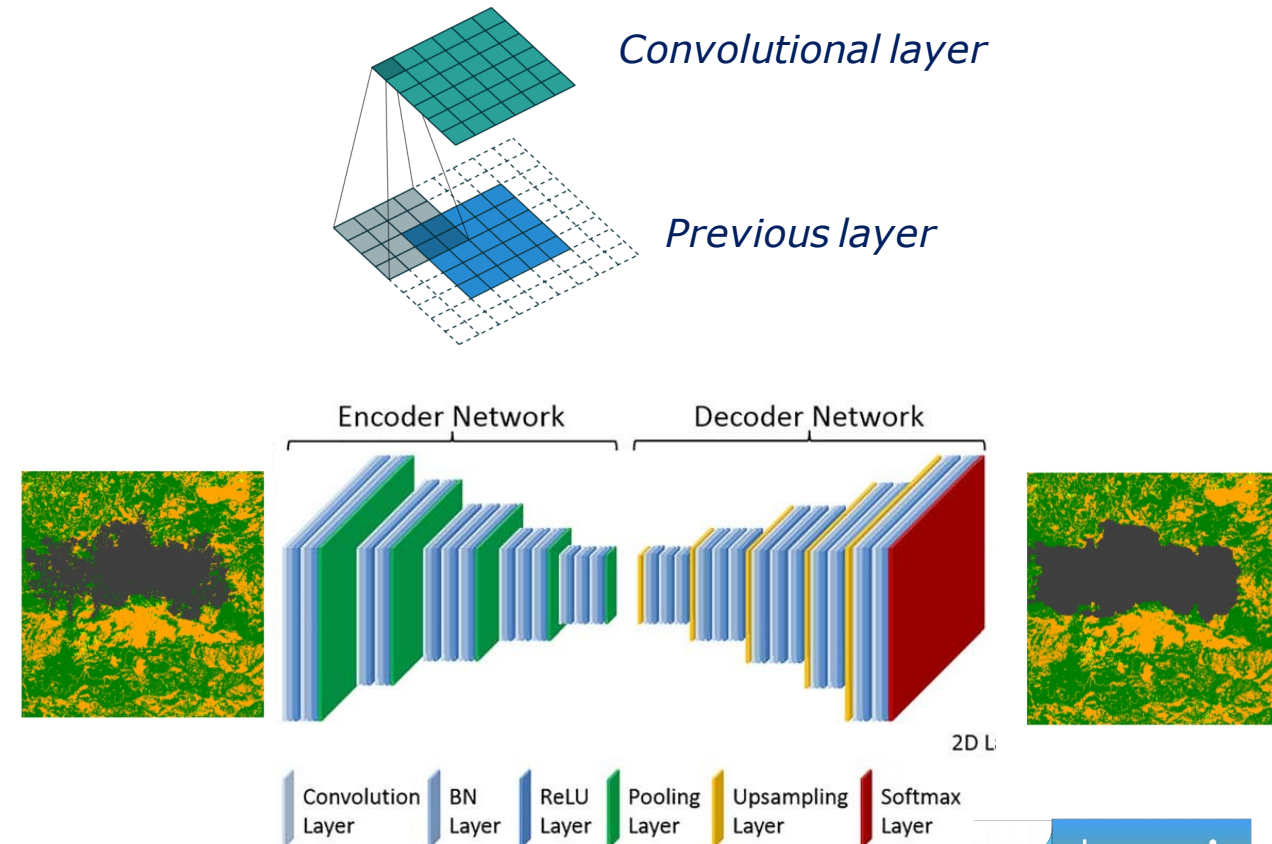 Convolutional layer
Previous layer
Encoder Network
Decoder Network
2D
Convolution Layer
BN Layer
ReLU Layer
Pooling Layer
Upsampling Layer
Softmax Layer